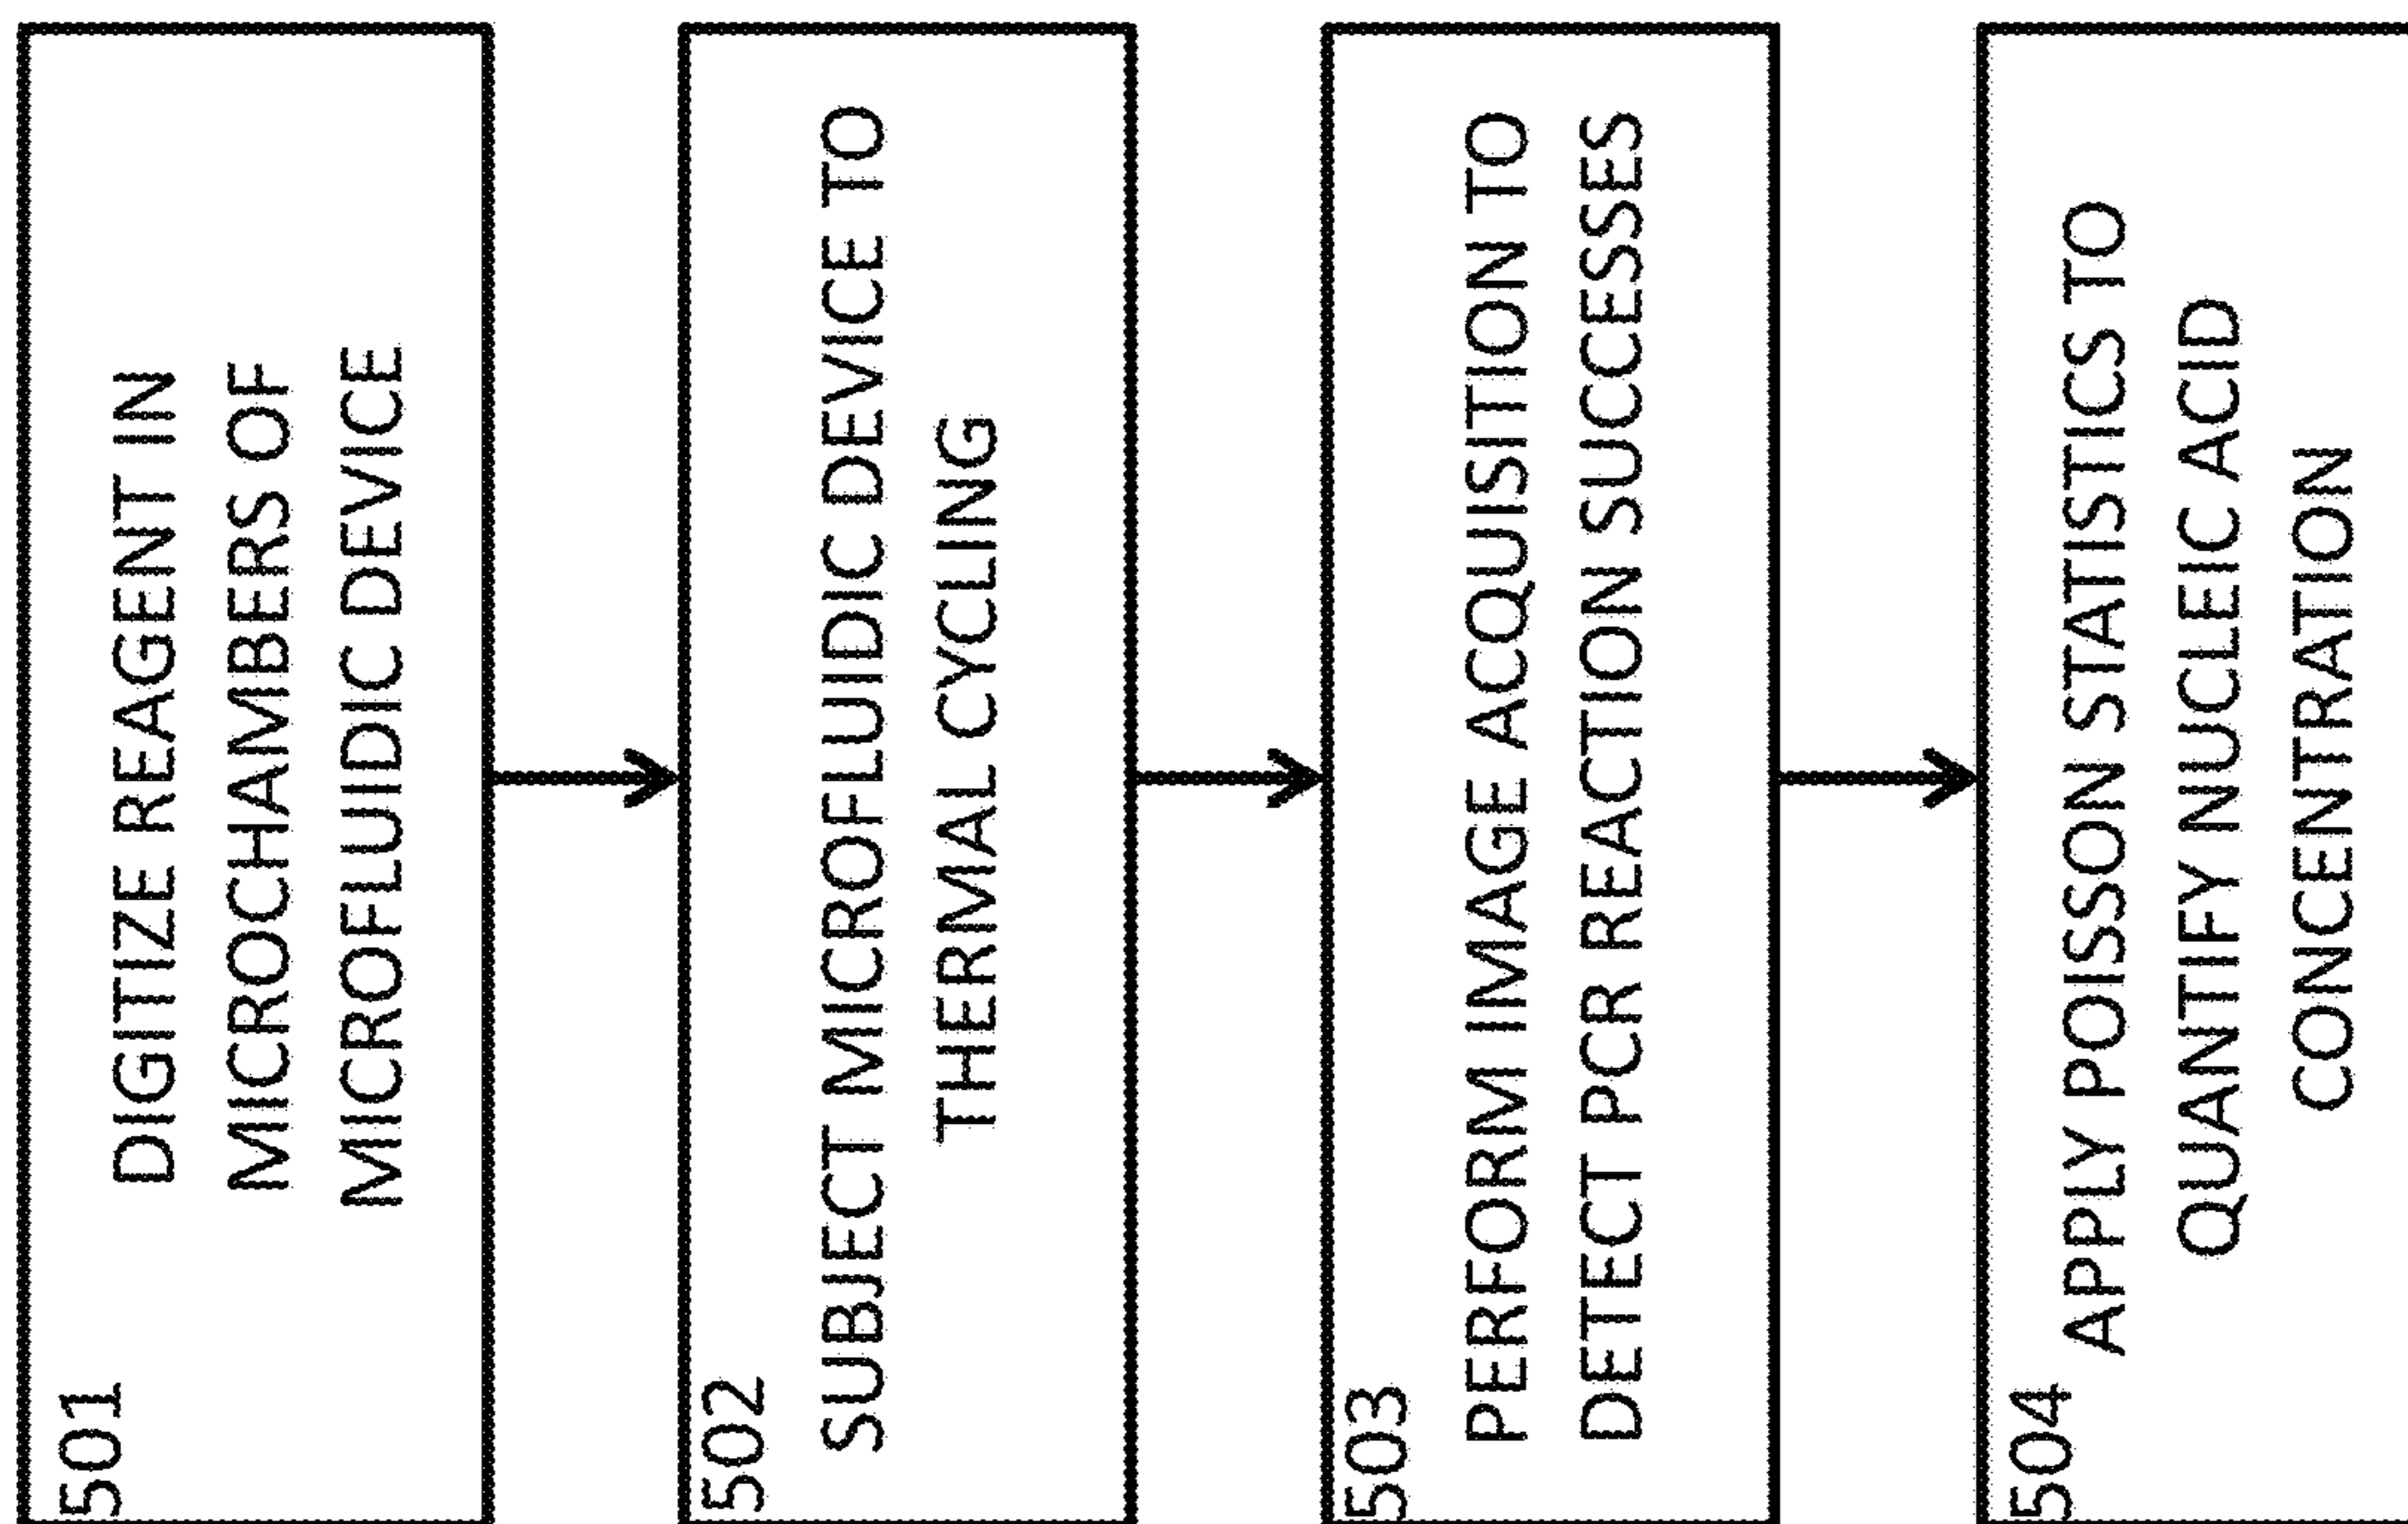 501
DIGITIZE REAGENT IN
MICROCHAMBERS OF
MICROFLUIDIC DEVICE
502
SUBJECT MICROFLUIDIC DEVICE TO
THERMAL CYCLING
503
PERFORM IMAGE ACQUISITION TO
DETECT PCR REACTION SUCCESSES
504
APPLY POISSON STATISTICS TO
QUANTIFY NUCLEIC ACID
CONCENTRATION